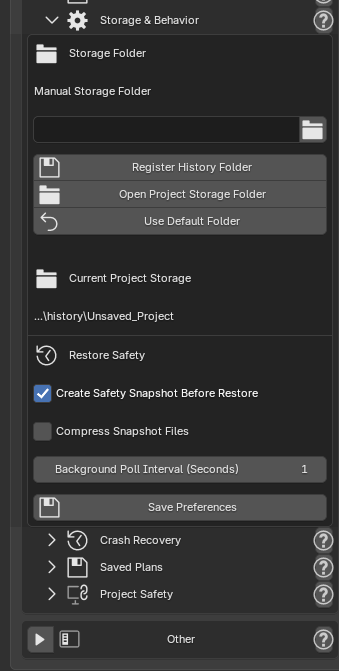 Storage & Behavior
Storage Folder
Manual Storage Folder
Register History Folder
Open Project Storage Folder
Use Default Folder
Current Project Storage
...\history\Unsaved_Project
Restore Safety
Create Safety Snapshot Before Restore
Compress Snapshot Files
Background Poll Interval (Seconds) 1
Save Preferences
Crash Recovery
Saved Plans
Project Safety
Other